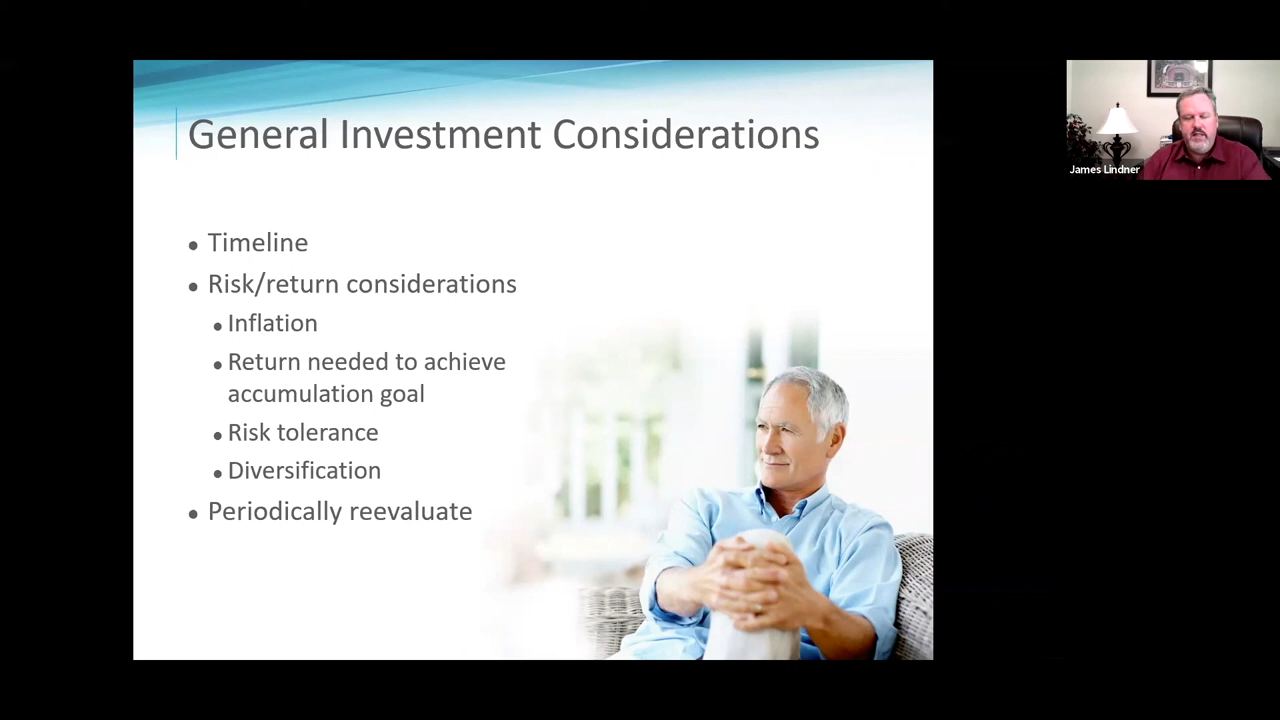 General Investment Considerations
James Lindner
Timeline
Risk/return considerations
Inflation
Return needed to achieve
accumulation goal
Risk tolerance
Diversification
Periodically reevaluate